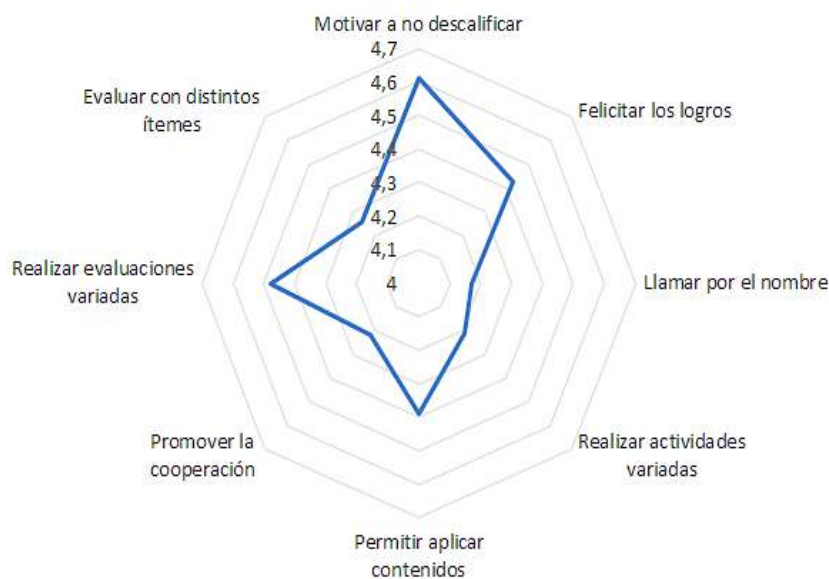 Motivar a no descalificar
4,7
4,6
4,5
4,4
4,3
4,2
4,1
4
Felicitar los logros
Llamar por el nombre
Realizar actividades
variadas
Permitir aplicar
contenidos
Promover la
cooperación
Realizar evaluaciones
variadas
Evaluar con distintos
ítemes